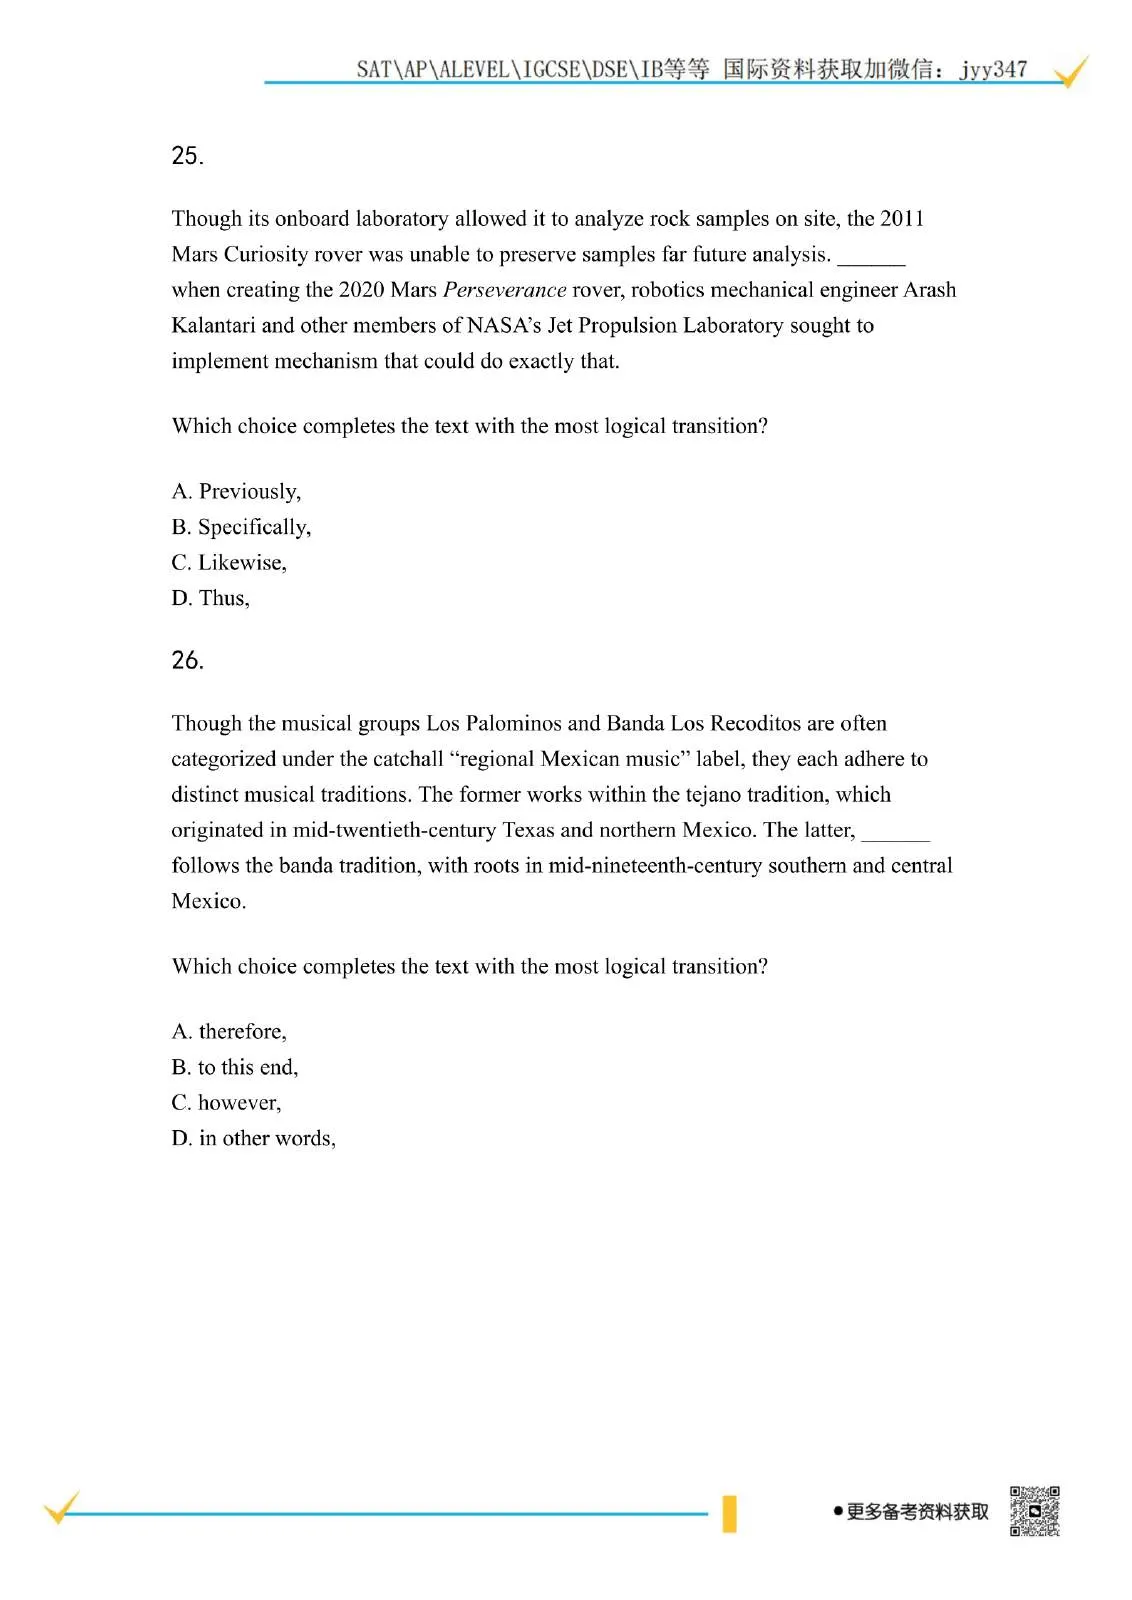 SAT\AP\ALEVEL\IGCSE\DSE\IB等等 国际资料获取加微信：jyy347
25.
Though its onboard laboratory allowed it to analyze rock samples on site, the 2011
Mars Curiosity rover was unable to preserve samples far future analysis. ______
when creating the 2020 Mars Perseverance rover, robotics mechanical engineer Arash
Kalantari and other members of NASA’s Jet Propulsion Laboratory sought to
implement mechanism that could do exactly that.
Which choice completes the text with the most logical transition?
A. Previously,
B. Specifically,
C. Likewise,
D. Thus,
26.
Though the musical groups Los Palominos and Banda Los Recoditos are often
categorized under the catchall “regional Mexican music” label, they each adhere to
distinct musical traditions. The former works within the tejano tradition, which
originated in mid-twentieth-century Texas and northern Mexico. The latter, ______
follows the banda tradition, with roots in mid-nineteenth-century southern and central
Mexico.
Which choice completes the text with the most logical transition?
A. therefore,
B. to this end,
C. however,
D. in other words,
●更多备考资料获取